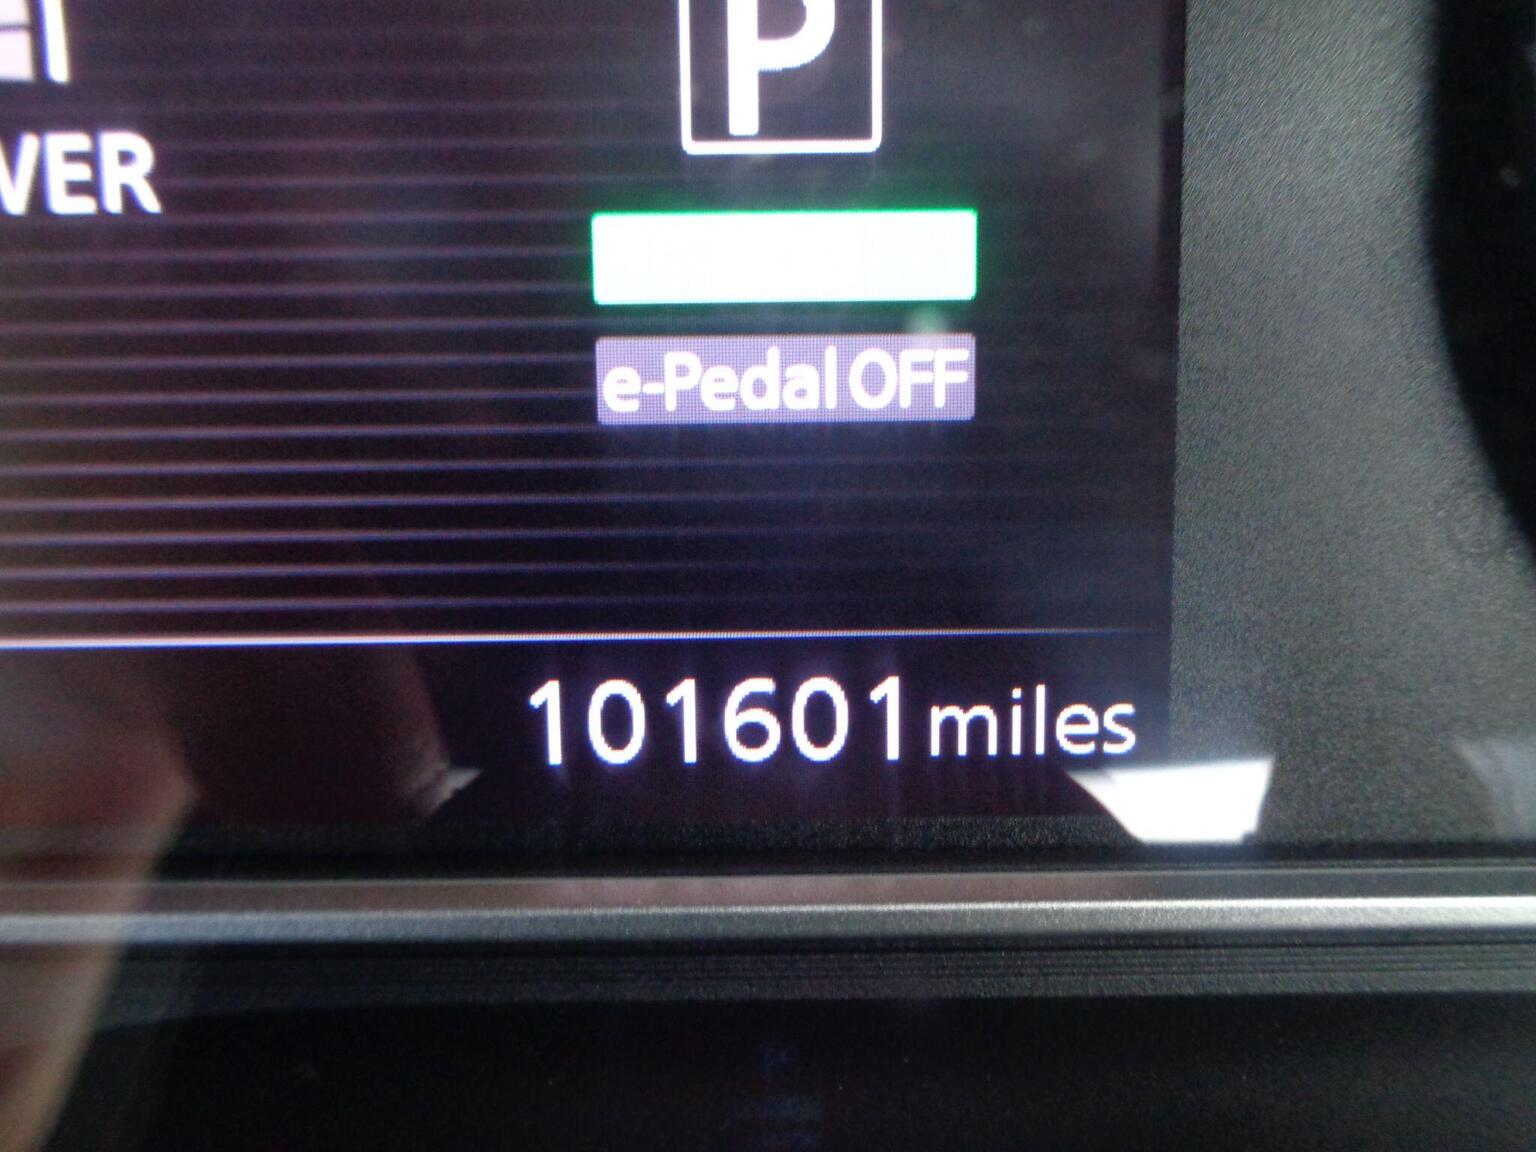 P
VER
e-Pedal OFF
101601 miles